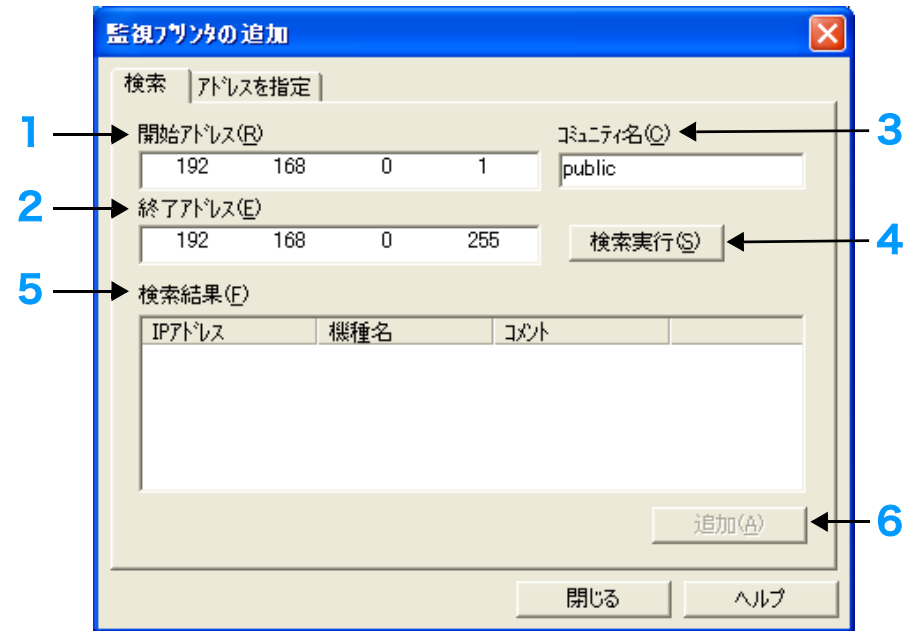 監視プリンタの追加
検索 アドレスを指定
1 開始アドレス(R) コミュニティ名(C) 3
192 168 0 1 public
2 終了アドレス(E)
192 168 0 255 検索実行(S) 4
5 検索結果(F)
IPアドレス 機種名 コメント
追加(A) 6
閉じる ヘルプ